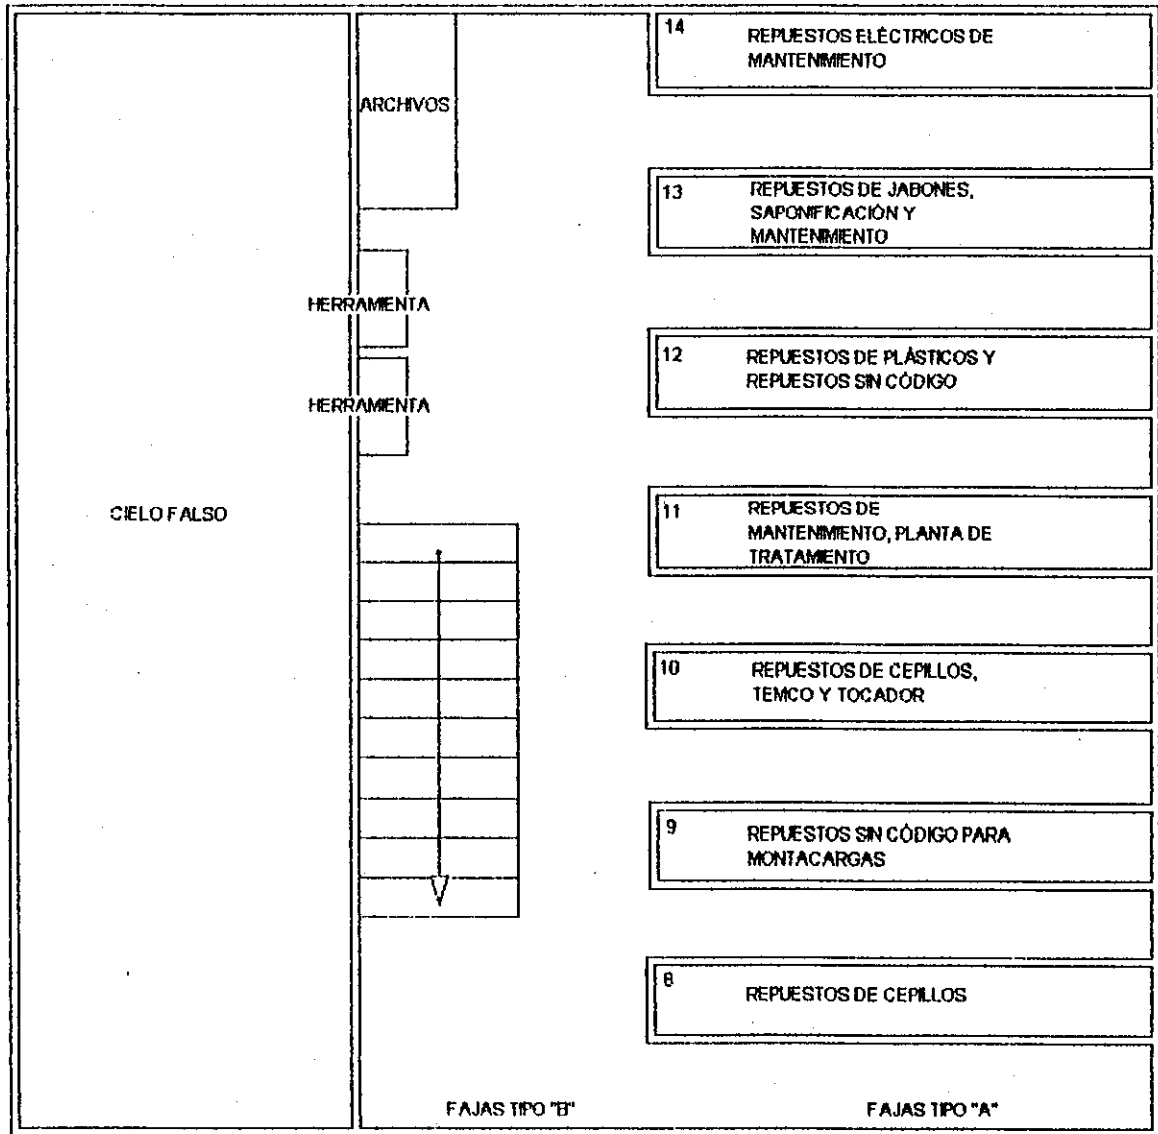 14
REPUESTOS ELÉCTRICOS DE
MANTENIMIENTO
ARCHIVOS
13
REPUESTOS DE JABONES,
SAPONIFICACIÓN Y
MANTENIMIENTO
HERRAMIENTA
12
REPUESTOS DE PLÁSTICOS Y
REPUESTOS SIN CÓDIGO
HERRAMIENTA
CIELO FALSO
11
REPUESTOS DE
MANTENIMIENTO, PLANTA DE
TRATAMIENTO
10
REPUESTOS DE CEPILLOS,
TEMCO Y TOCADOR
9
REPUESTOS SIN CÓDIGO PARA
MONTACARGAS
8
REPUESTOS DE CEPILLOS
FAJAS TIPO "B"
FAJAS TIPO "A"